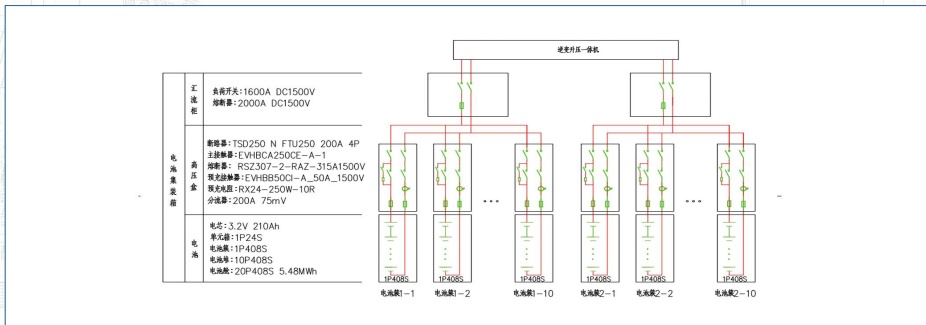 逆变升压一体机
电池集装箱
汇流柜
负荷开关:1600A DC1500V
熔断器:2000A DC1500V
高压盒
断路器:TSD250 N FTU250 200A 4P
主接触器:EVHBCA250CE-A-1
熔断器: RSZ307-2-RAZ-315A1500V
预充接触器:EVHBB50CI-A_50A_1500V
预充电阻:RX24-250W-10R
分流器:200A 75mV
电池
电芯:3.2V 210Ah
单元箱:1P24S
电池簇:1P408S
电池堆:10P408S
电池舱:20P408S 5.48MWh
1P408S 1P408S 1P408S 1P408S 1P408S 1P408S
电池簇1-1 电池簇1-2 电池簇1-10 电池簇2-1 电池簇2-2 电池簇2-10